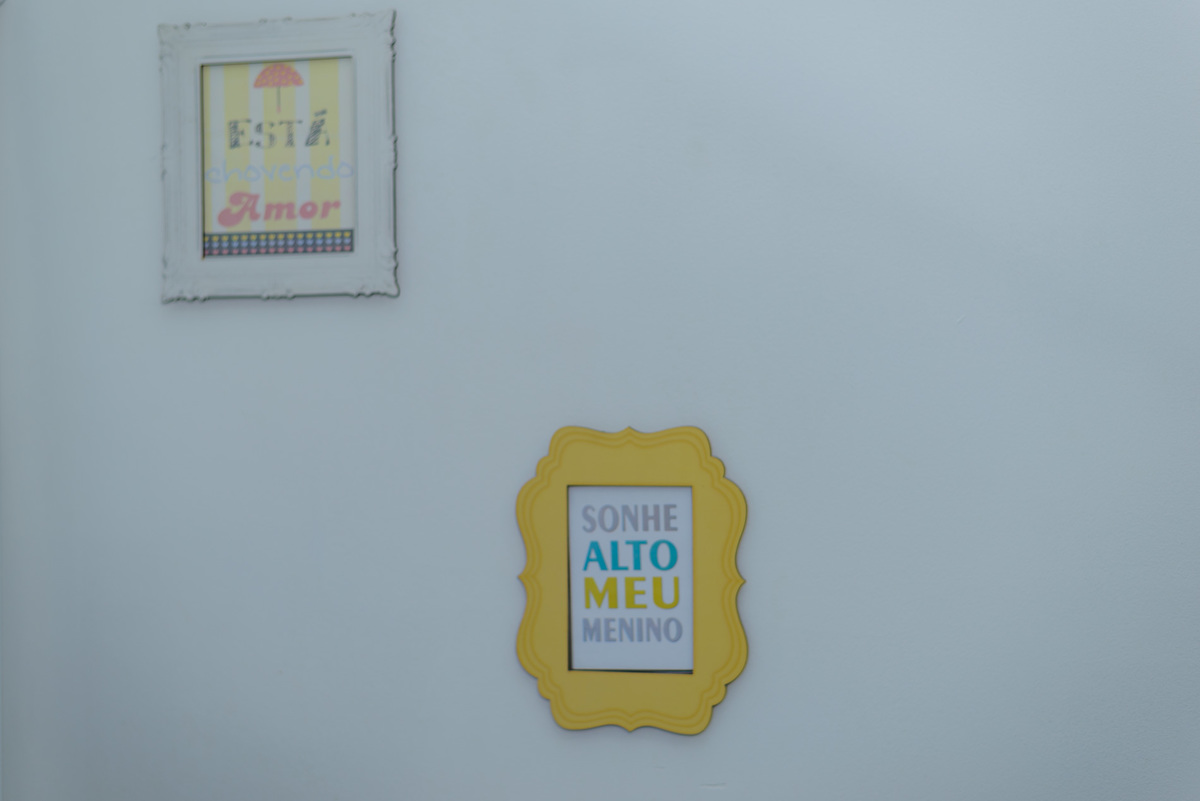 ESTÁ
chovendo
Amor
SONHE
ALTO
MEU
MENINO